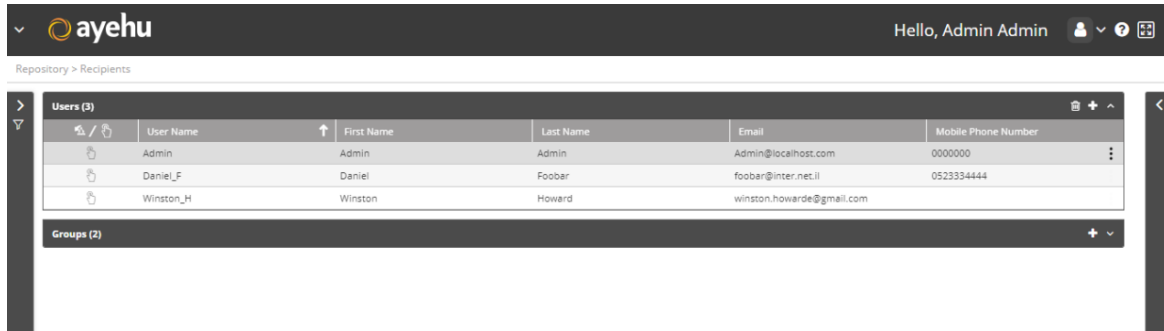 ayehu
Hello, Admin Admin
Repository > Recipients
Users (3)
/ User Name First Name Last Name Email Mobile Phone Number
Admin Admin Admin Admin@localhost.com 0000000
Daniel_F Daniel Foobar foobar@inter.net.il 0523334444
Winston_H Winston Howard winston.howarde@gmail.com
Groups (2)